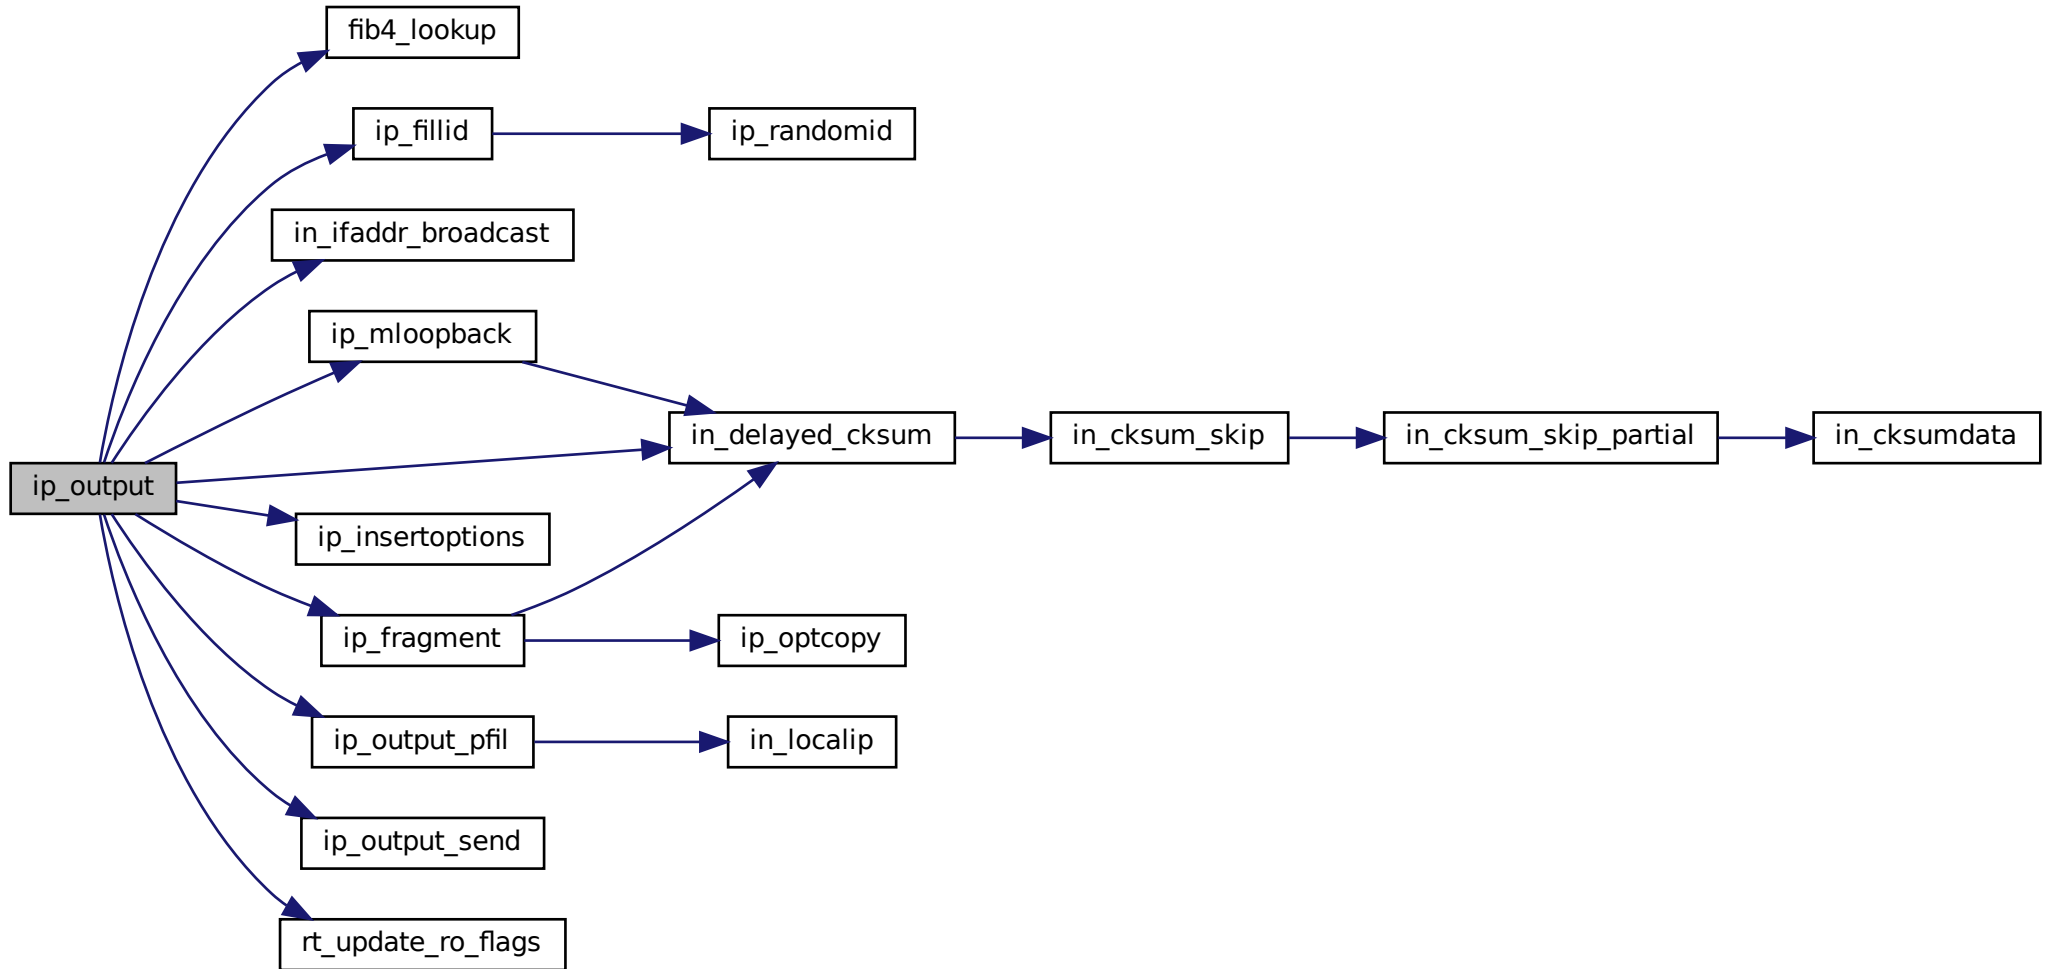 fib4_lookup
ip_fillid
ip_randomid
in_ifaddr_broadcast
ip_mloopback
in_delayed_cksum
in_cksum_skip
in_cksum_skip_partial
in_cksumdata
ip_output
ip_insertoptions
ip_fragment
ip_optcopy
ip_output_pfil
in_localip
ip_output_send
rt_update_ro_flags